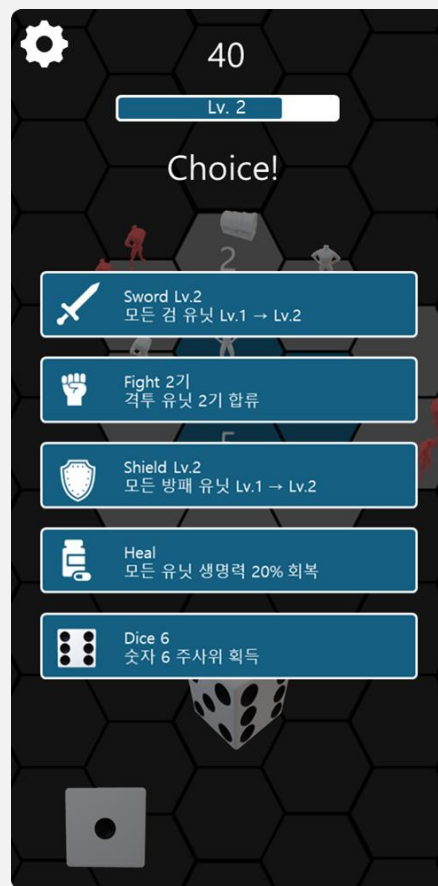 40
Lv. 2
Choice!
2
Sword Lv.2
모든 검 유닛 Lv.1 → Lv.2
Fight 2기
격투 유닛 2기 합류
5
Shield Lv.2
모든 방패 유닛 Lv.1 → Lv.2
Heal
모든 유닛 생명력 20% 회복
Dice 6
숫자 6 주사위 획득